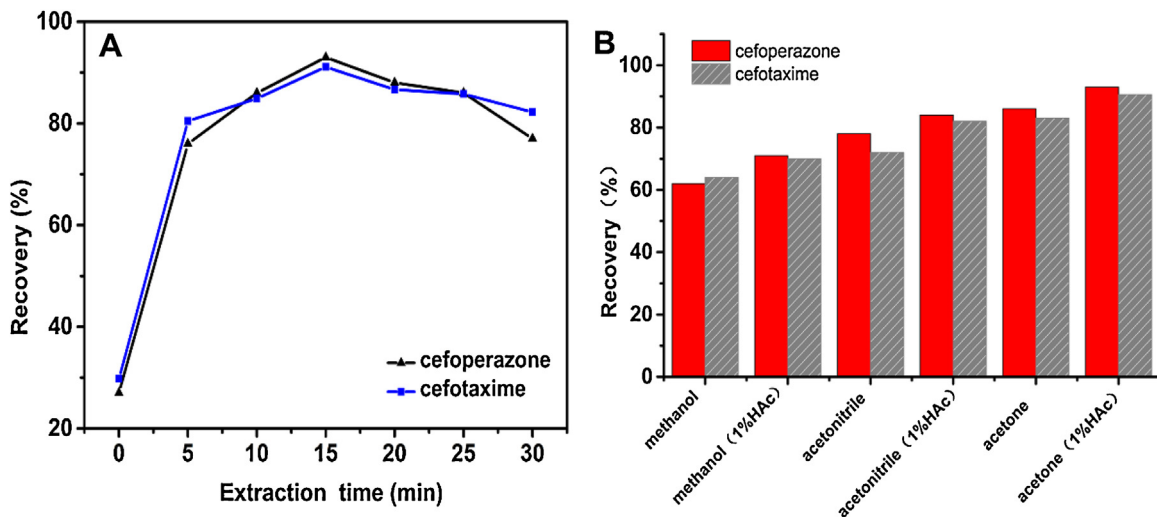 A
Recovery (%)
100
80
60
40
20
cefoperazone
cefotaxime
0 5 10 15 20 25 30
Extraction time (min)
B
Recovery（%）
100
80
60
40
20
0
cefoperazone
cefotaxime
methanol
methanol（1%HAc）
acetonitrile
acetonitrile（1%HAc）
acetone
acetone（1%HAc）